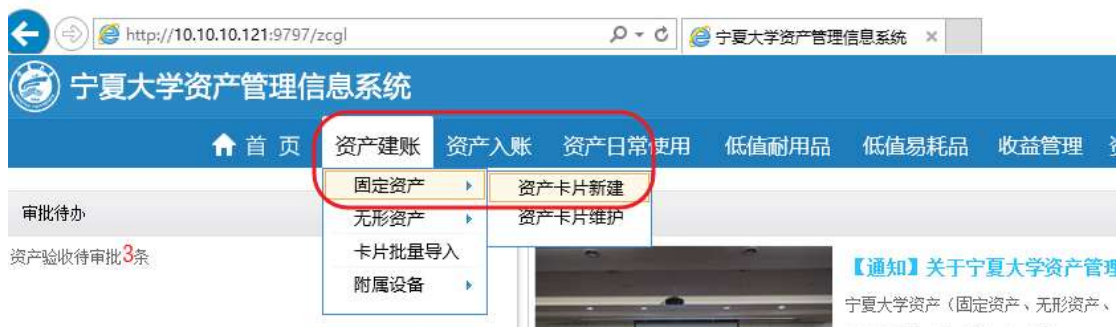 http://10.10.10.121:9797/zcgl
宁夏大学资产管理信息系统 ×
宁夏大学资产管理信息系统
首 页 资产建账 资产入账 资产日常使用 低值耐用品 低值易耗品 收益管理
固定资产 资产卡片新建
审批待办
无形资产 资产卡片维护
资产验收待审批3条
卡片批量导入
附属设备
【通知】关于宁夏大学资产管理
宁夏大学资产（固定资产、无形资产、